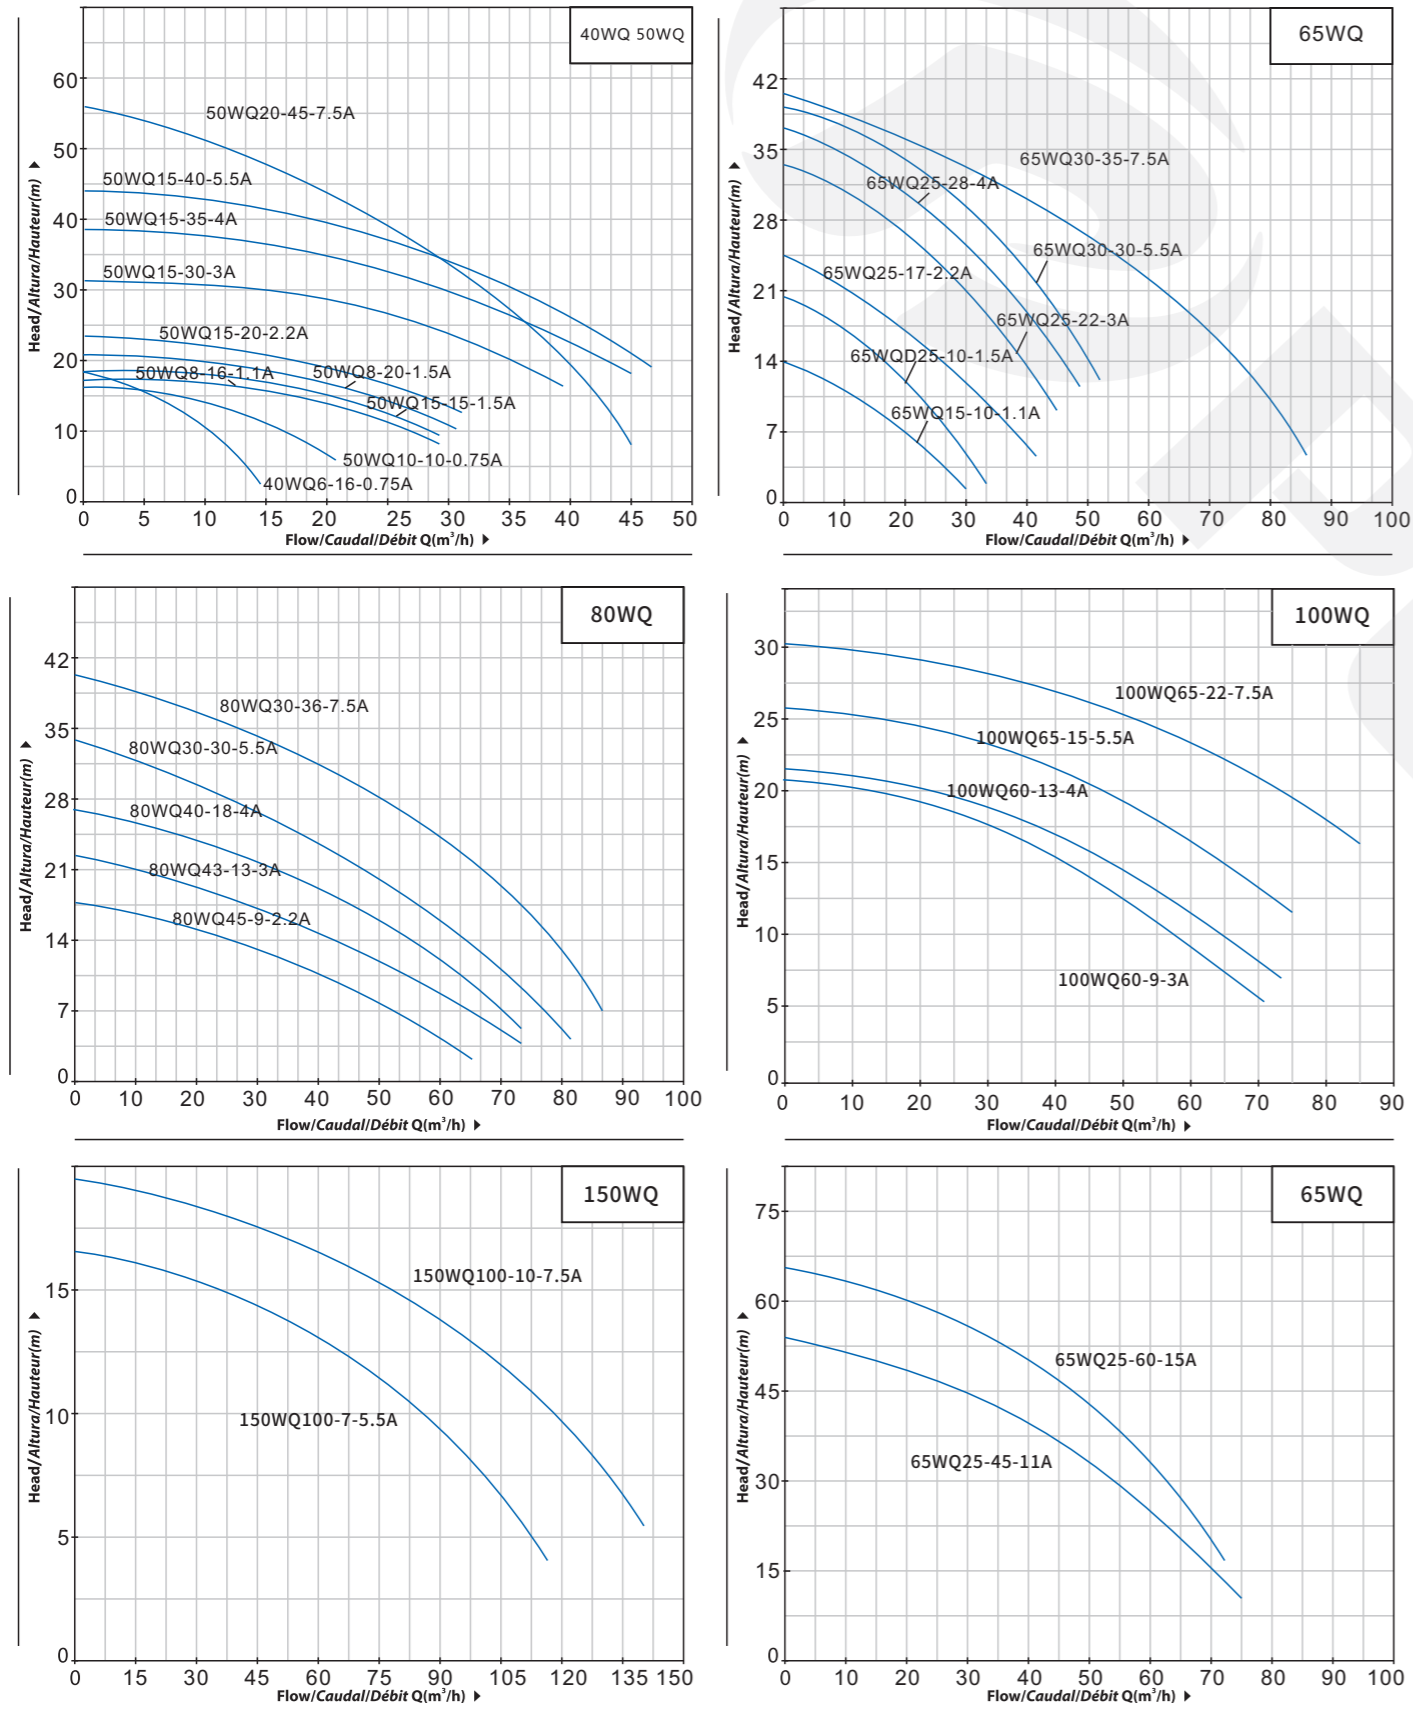 40WQ 50WQ
60
50
40
30
20
10
0
50WQ20-45-7.5A
50WQ15-40-5.5A
50WQ15-35-4A
50WQ15-30-3A
50WQ15-20-2.2A
50WQ8-16-1.1A
50WQ8-20-1.5A
50WQ15-15-1.5A
50WQ10-10-0.75A
40WQ6-16-0.75A
0 5 10 15 20 25 30 35 40 45 50
Head/Altura/Hauteur(m)
Flow/Caudal/Débit Q(m³/h)
65WQ
42
35
28
21
14
7
0
65WQ30-35-7.5A
65WQ25-28-4A
65WQ30-30-5.5A
65WQ25-17-2.2A
65WQ25-22-3A
65WQD25-10-1.5A
65WQ15-10-1.1A
0 10 20 30 40 50 60 70 80 90 100
Head/Altura/Hauteur(m)
Flow/Caudal/Débit Q(m³/h)
80WQ
42
35
28
21
14
7
0
80WQ30-36-7.5A
80WQ30-30-5.5A
80WQ40-18-4A
80WQ43-13-3A
80WQ45-9-2.2A
0 10 20 30 40 50 60 70 80 90 100
Head/Altura/Hauteur(m)
Flow/Caudal/Débit Q(m³/h)
100WQ
30
25
20
15
10
5
0
100WQ65-22-7.5A
100WQ65-15-5.5A
100WQ60-13-4A
100WQ60-9-3A
0 10 20 30 40 50 60 70 80 90
Head/Altura/Hauteur(m)
Flow/Caudal/Débit Q(m³/h)
150WQ
15
10
5
0
150WQ100-10-7.5A
150WQ100-7-5.5A
0 15 30 45 60 75 90 105 120 135 150
Head/Altura/Hauteur(m)
Flow/Caudal/Débit Q(m³/h)
65WQ
75
60
45
30
15
0
65WQ25-60-15A
65WQ25-45-11A
0 10 20 30 40 50 60 70 80 90 100
Head/Altura/Hauteur(m)
Flow/Caudal/Débit Q(m³/h)